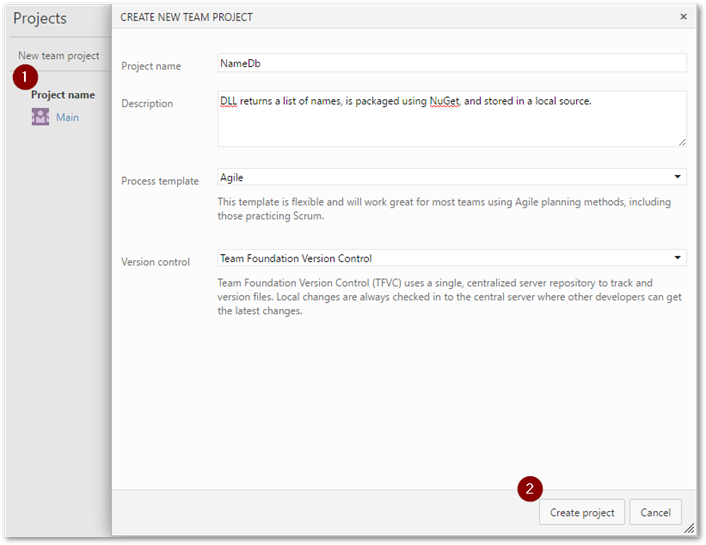 Projects
New team project
1
Project name
Main
CREATE NEW TEAM PROJECT
×
Project name
NameDb
Description
DLL returns a list of names, is packaged using NuGet, and stored in a local source.
Process template
Agile
This template is flexible and will work great for most teams using Agile planning methods, including
those practicing Scrum.
Version control
Team Foundation Version Control
Team Foundation Version Control (TFVC) uses a single, centralized server repository to track and
version files. Local changes are always checked in to the central server where other developers can get
the latest changes.
2
Create project
Cancel